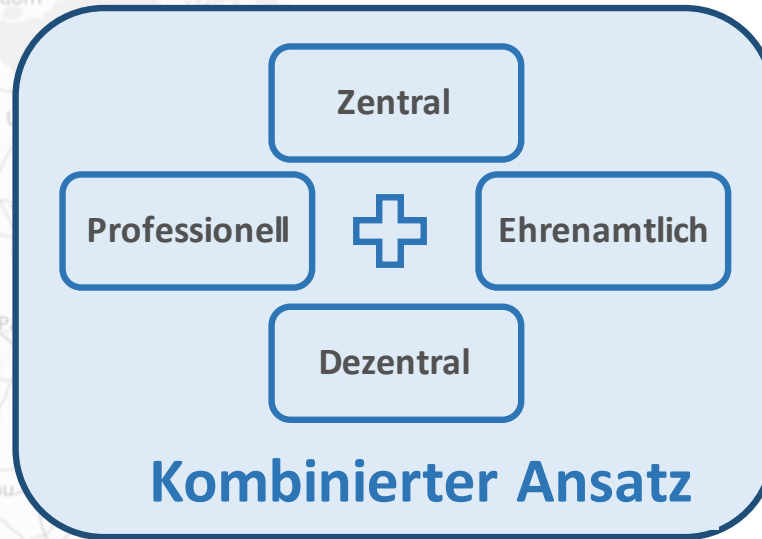 Zentral
Professionell
Ehrenamtlich
Dezentral
Kombinierter Ansatz